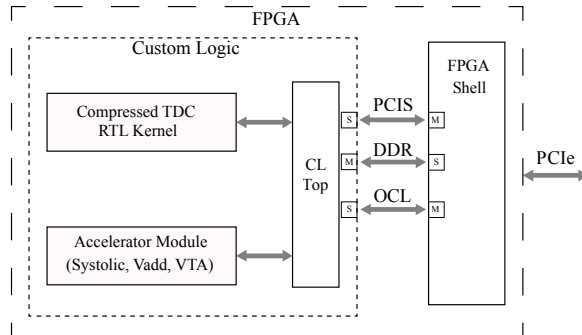 FPGA
Custom Logic
Compressed TDC
RTL Kernel
Accelerator Module
(Systolic, Vadd, VTA)
CL
Top
S
M
S
PCIS
DDR
OCL
M
S
M
FPGA
Shell
PCIe